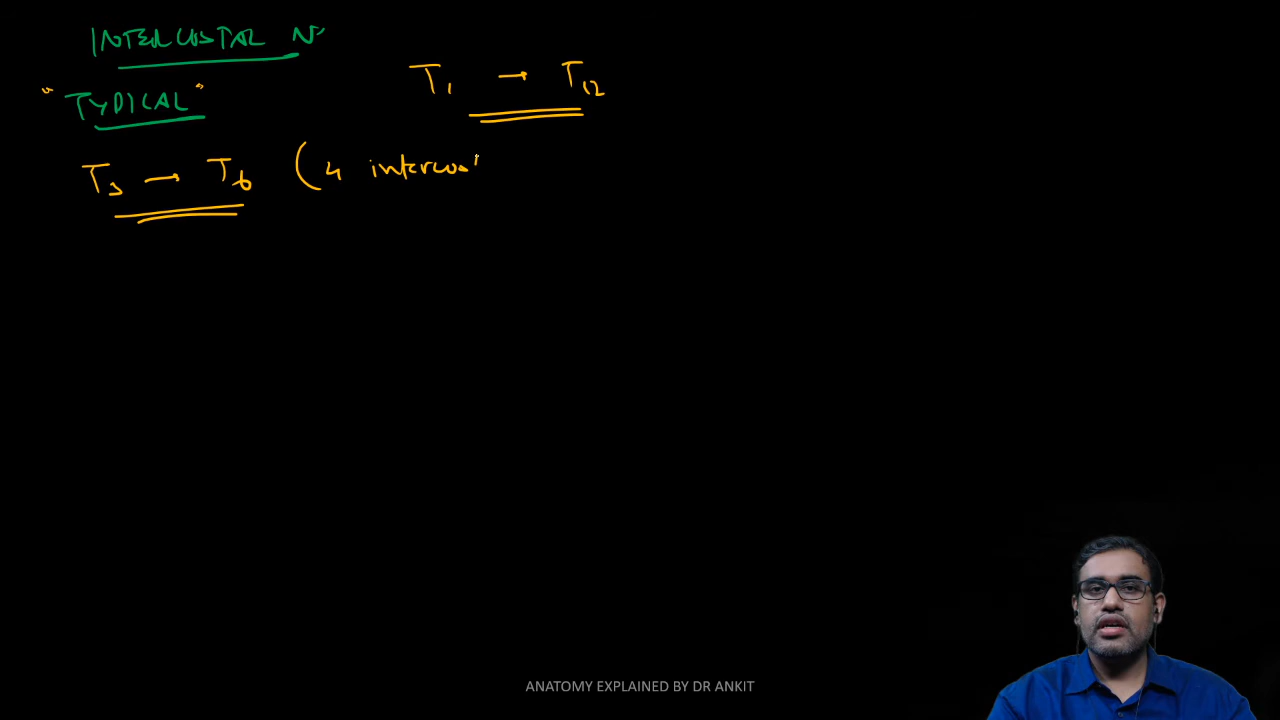 INTERCOSTAL N
"TYPICAL"
T1 → T12
T3 → T6 (4 intercos
ANATOMY EXPLAINED BY DR ANKIT